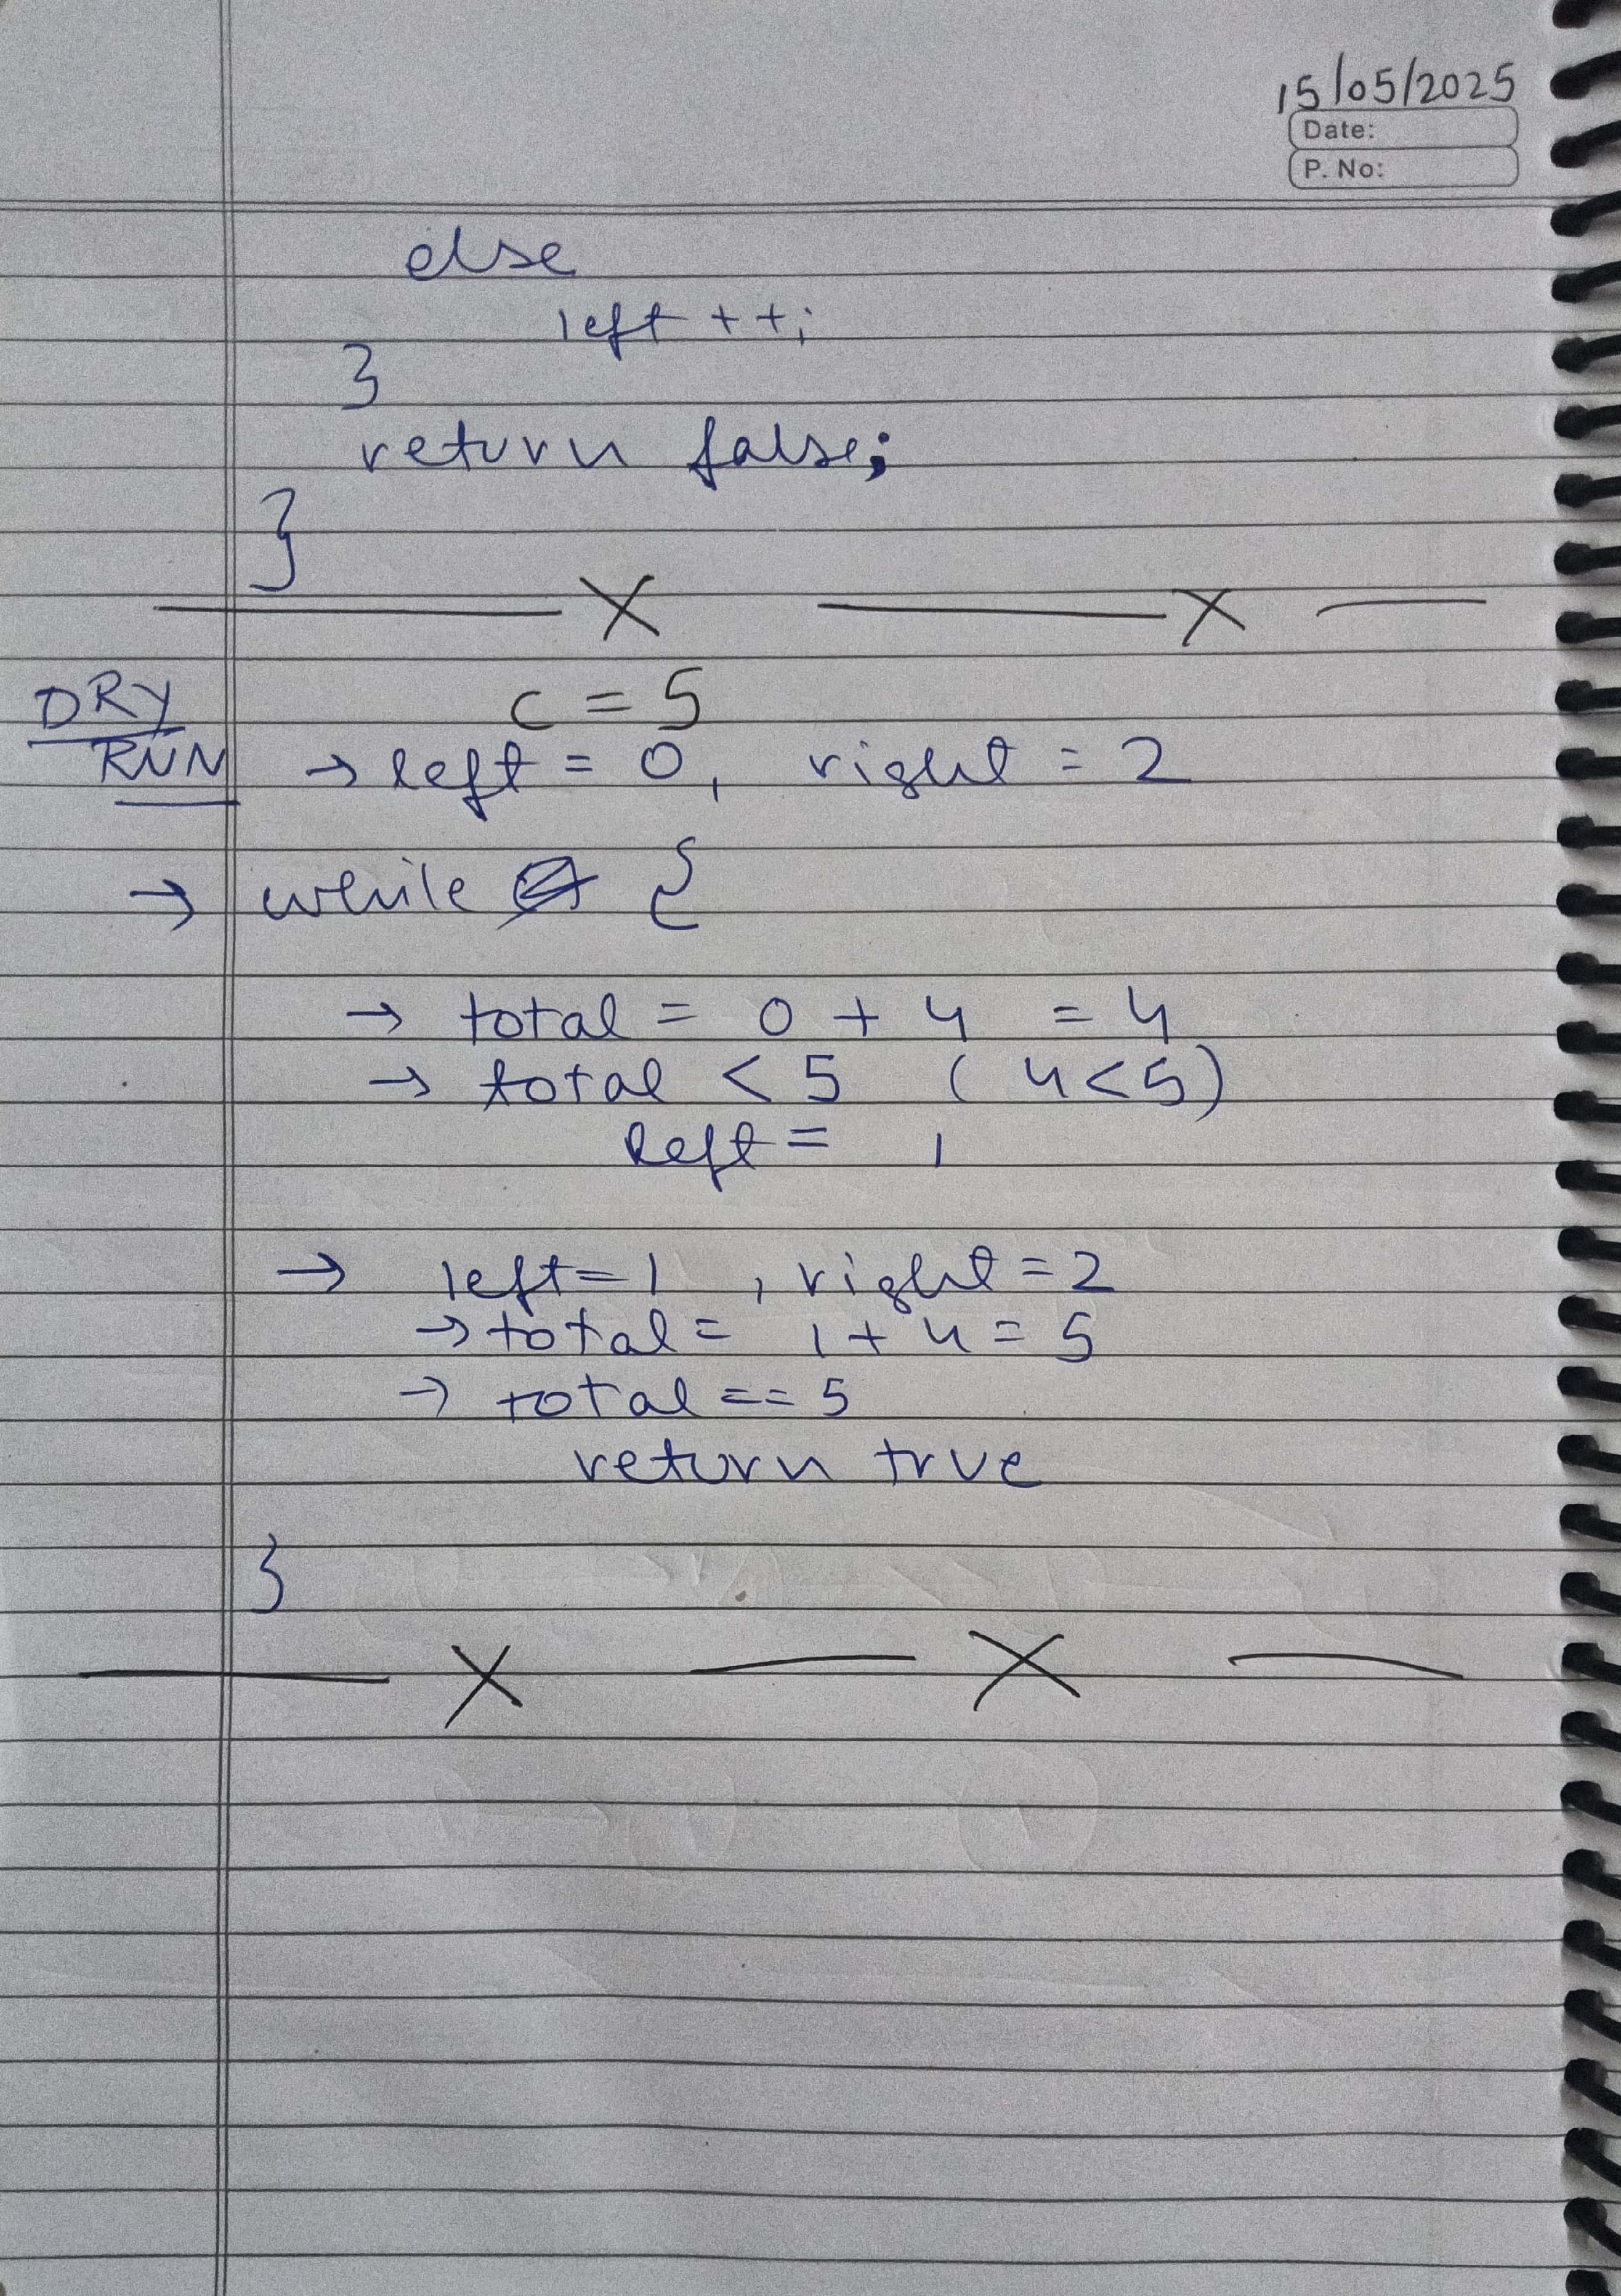 15/05/2025
Date:
P. No:
else
left ++;
}
return false;
}
X X
DRY
RUN
c = 5
→ left = 0, right = 2
→ while {
→ total = 0 + 4 = 4
→ total < 5 ( 4<5)
left = 1
→ left=1 , right=2
→ total = 1 + 4 = 5
→ total == 5
return true
}
X X